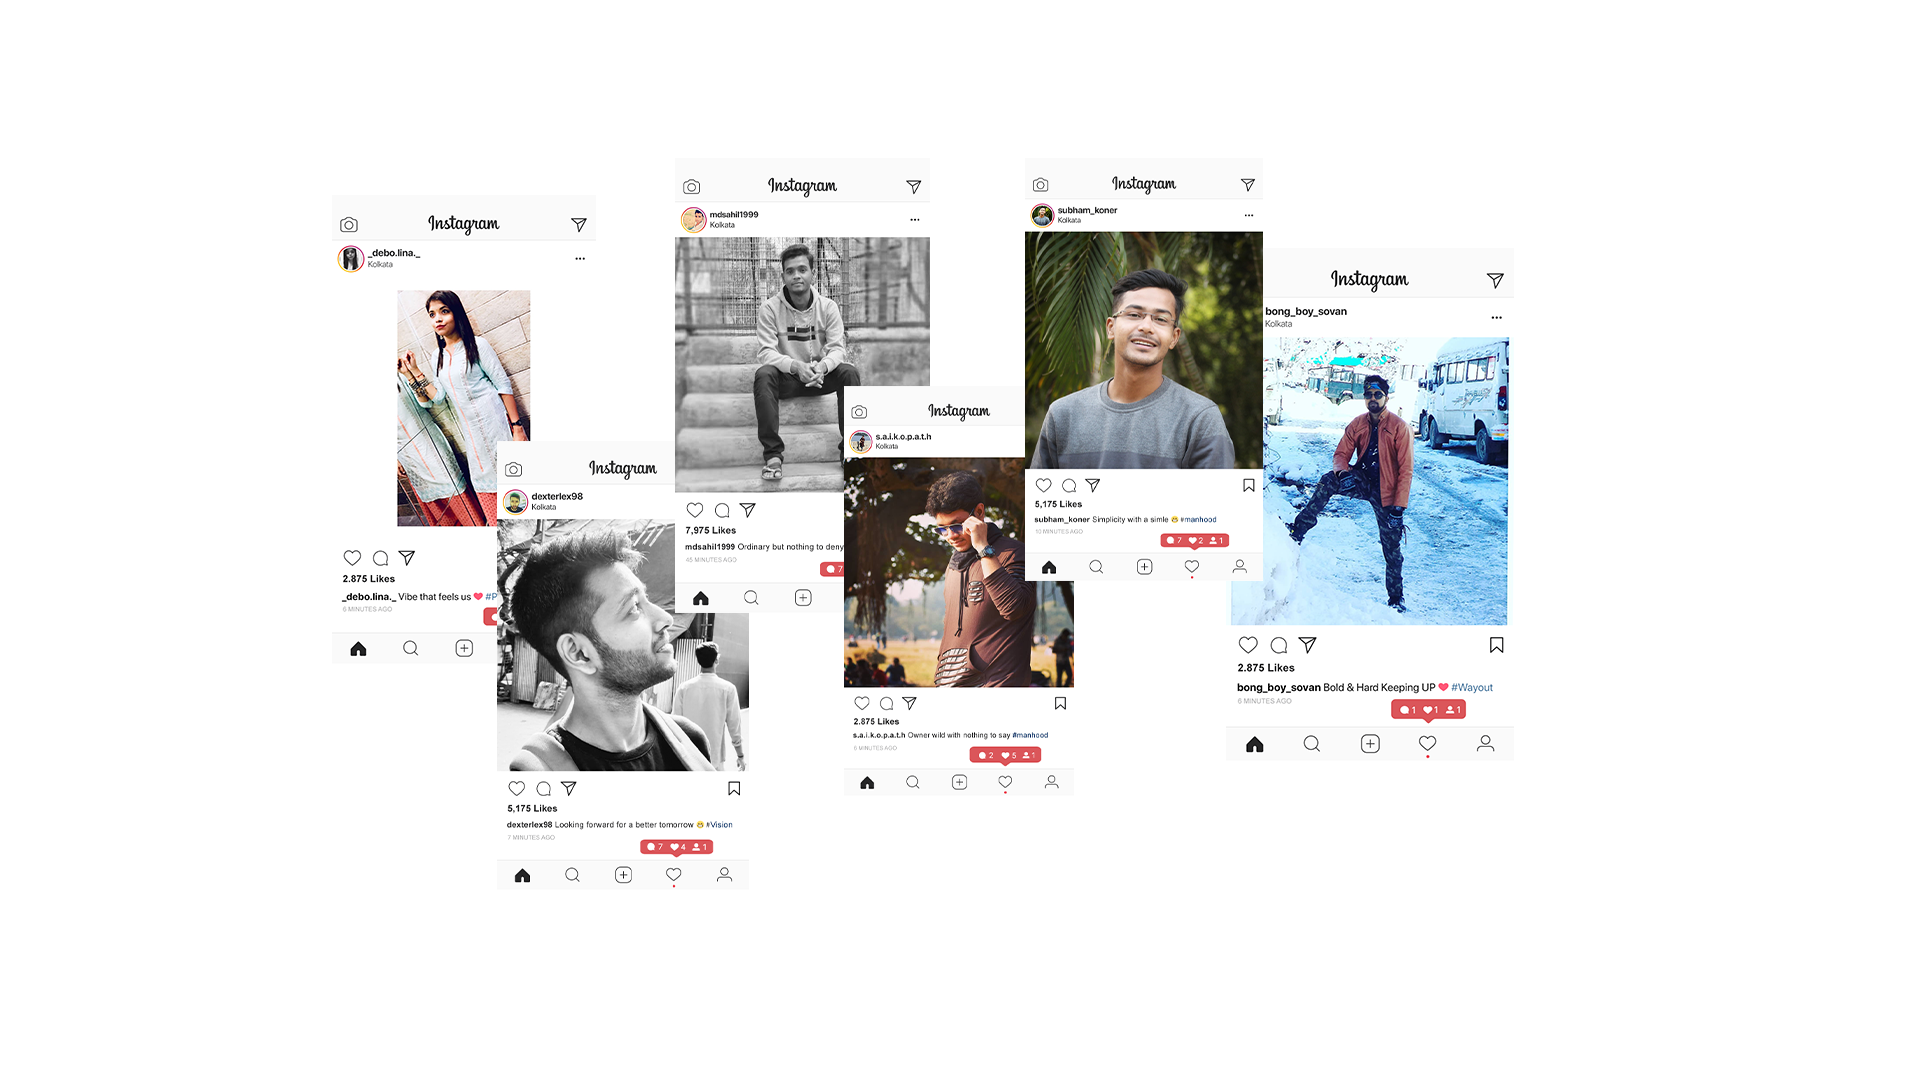 Instagram
_debo.lina._
Kolkata
2.875 Likes
_debo.lina._ Vibe that feels us ❤ #P
6 MINUTES AGO
Instagram
dexterlex98
Kolkata
5,175 Likes
dexterlex98 Looking forward for a better tomorrow 😁 #Vision
7 MINUTES AGO
7 4 1
Instagram
mdsahil1999
Kolkata
7,975 Likes
mdsahil1999 Ordinary but nothing to deny
45 MINUTES AGO
7
Instagram
s.a.i.k.o.p.a.t.h
Kolkata
2.875 Likes
s.a.i.k.o.p.a.t.h Owner wild with nothing to say #manhood
6 MINUTES AGO
2 5 1
Instagram
subham_koner
Kolkata
5,175 Likes
subham_koner Simplicity with a simle 😁 #manhood
10 MINUTES AGO
7 2 1
Instagram
bong_boy_sovan
Kolkata
2.875 Likes
bong_boy_sovan Bold & Hard Keeping UP ❤ #Wayout
6 MINUTES AGO
1 1 1